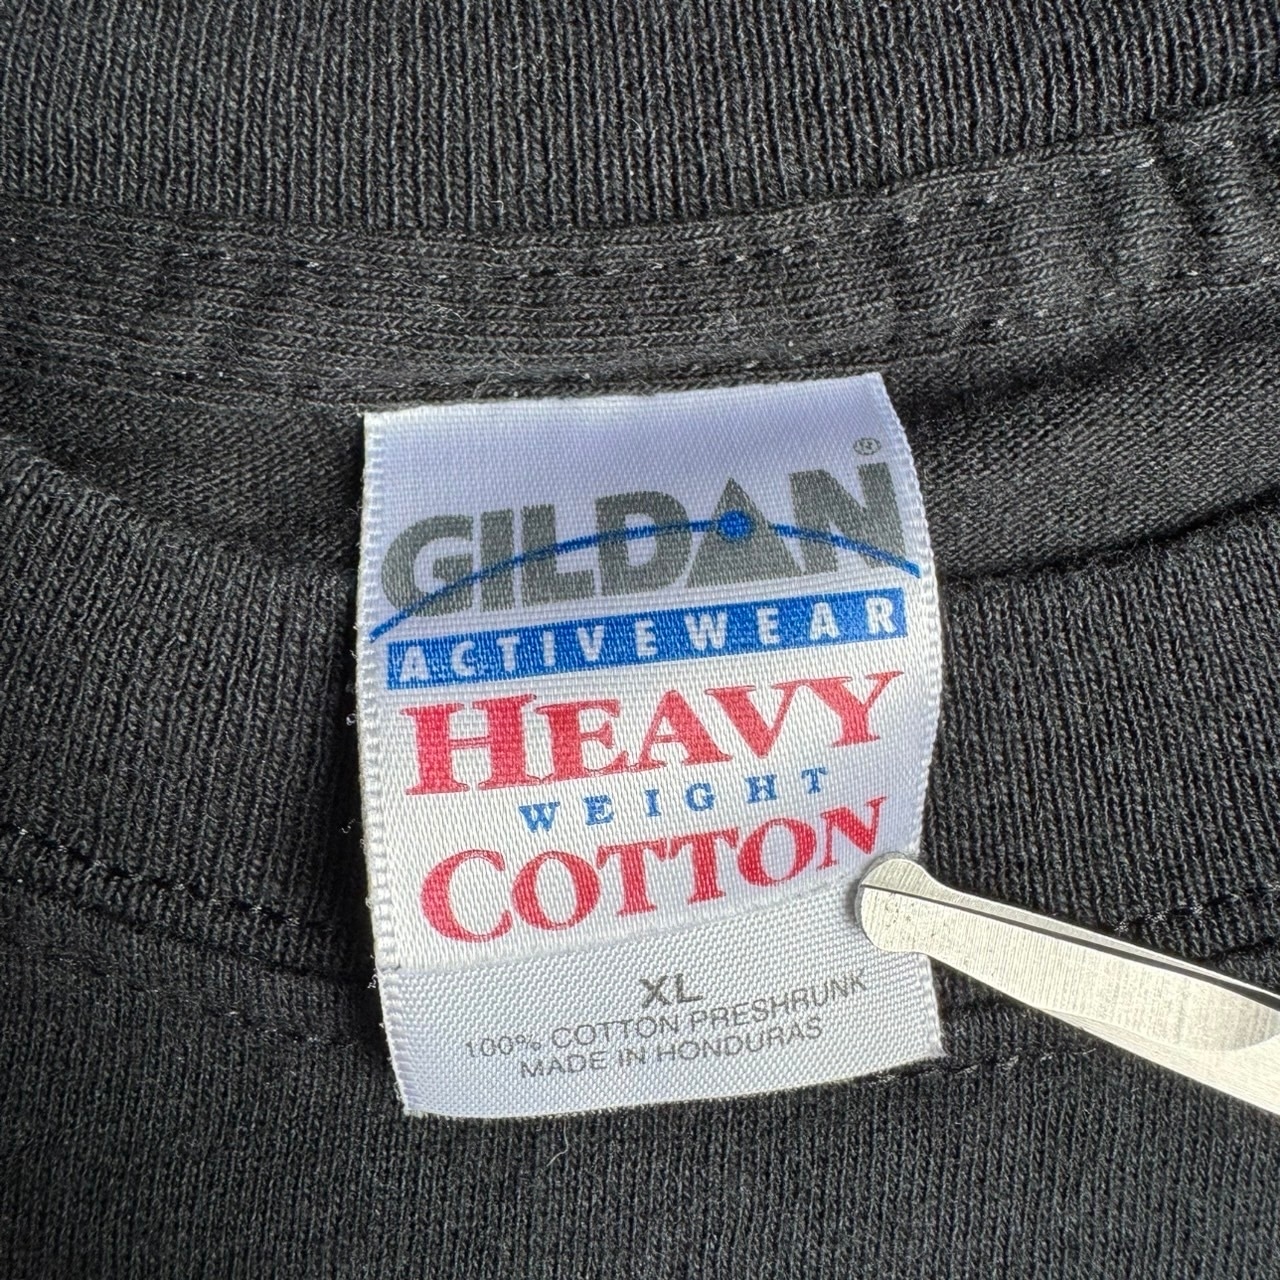 GILDAN®
ACTIVEWEAR
HEAVY
WEIGHT
COTTON
XL
100% COTTON PRESHRUNK
MADE IN HONDURAS